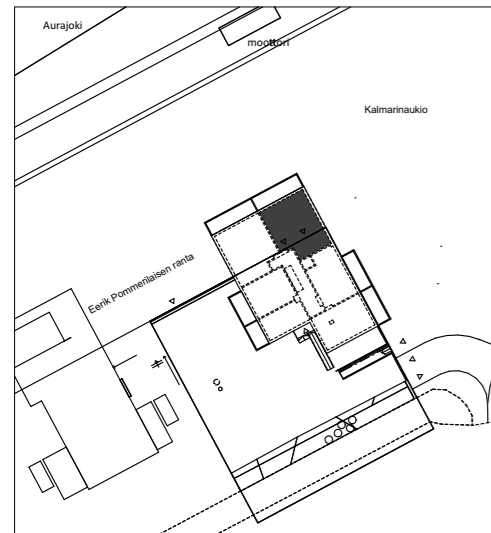 Aurajoki
moottori
Kalmarinaukio
Eerik Pommerilaisen ranta